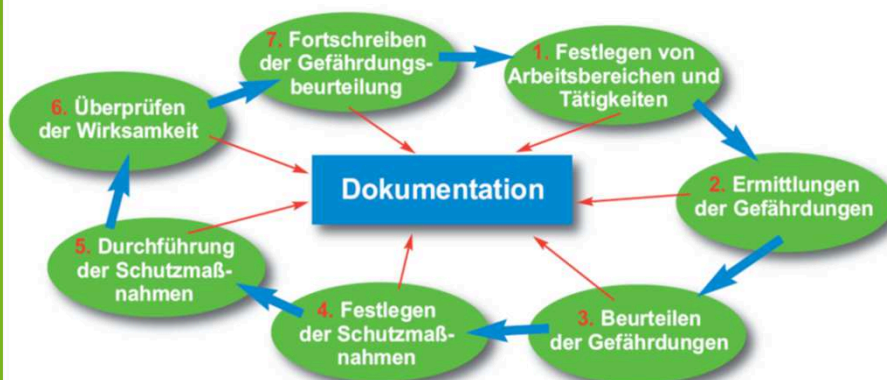 7. Fortschreiben
der Gefährdungs-
beurteilung
1. Festlegen von
Arbeitsbereichen und
Tätigkeiten
6. Überprüfen
der Wirksamkeit
Dokumentation
2. Ermittlungen
der Gefährdungen
5. Durchführung
der Schutzmaß-
nahmen
4. Festlegen
der Schutzmaß-
nahmen
3. Beurteilen
der Gefährdungen